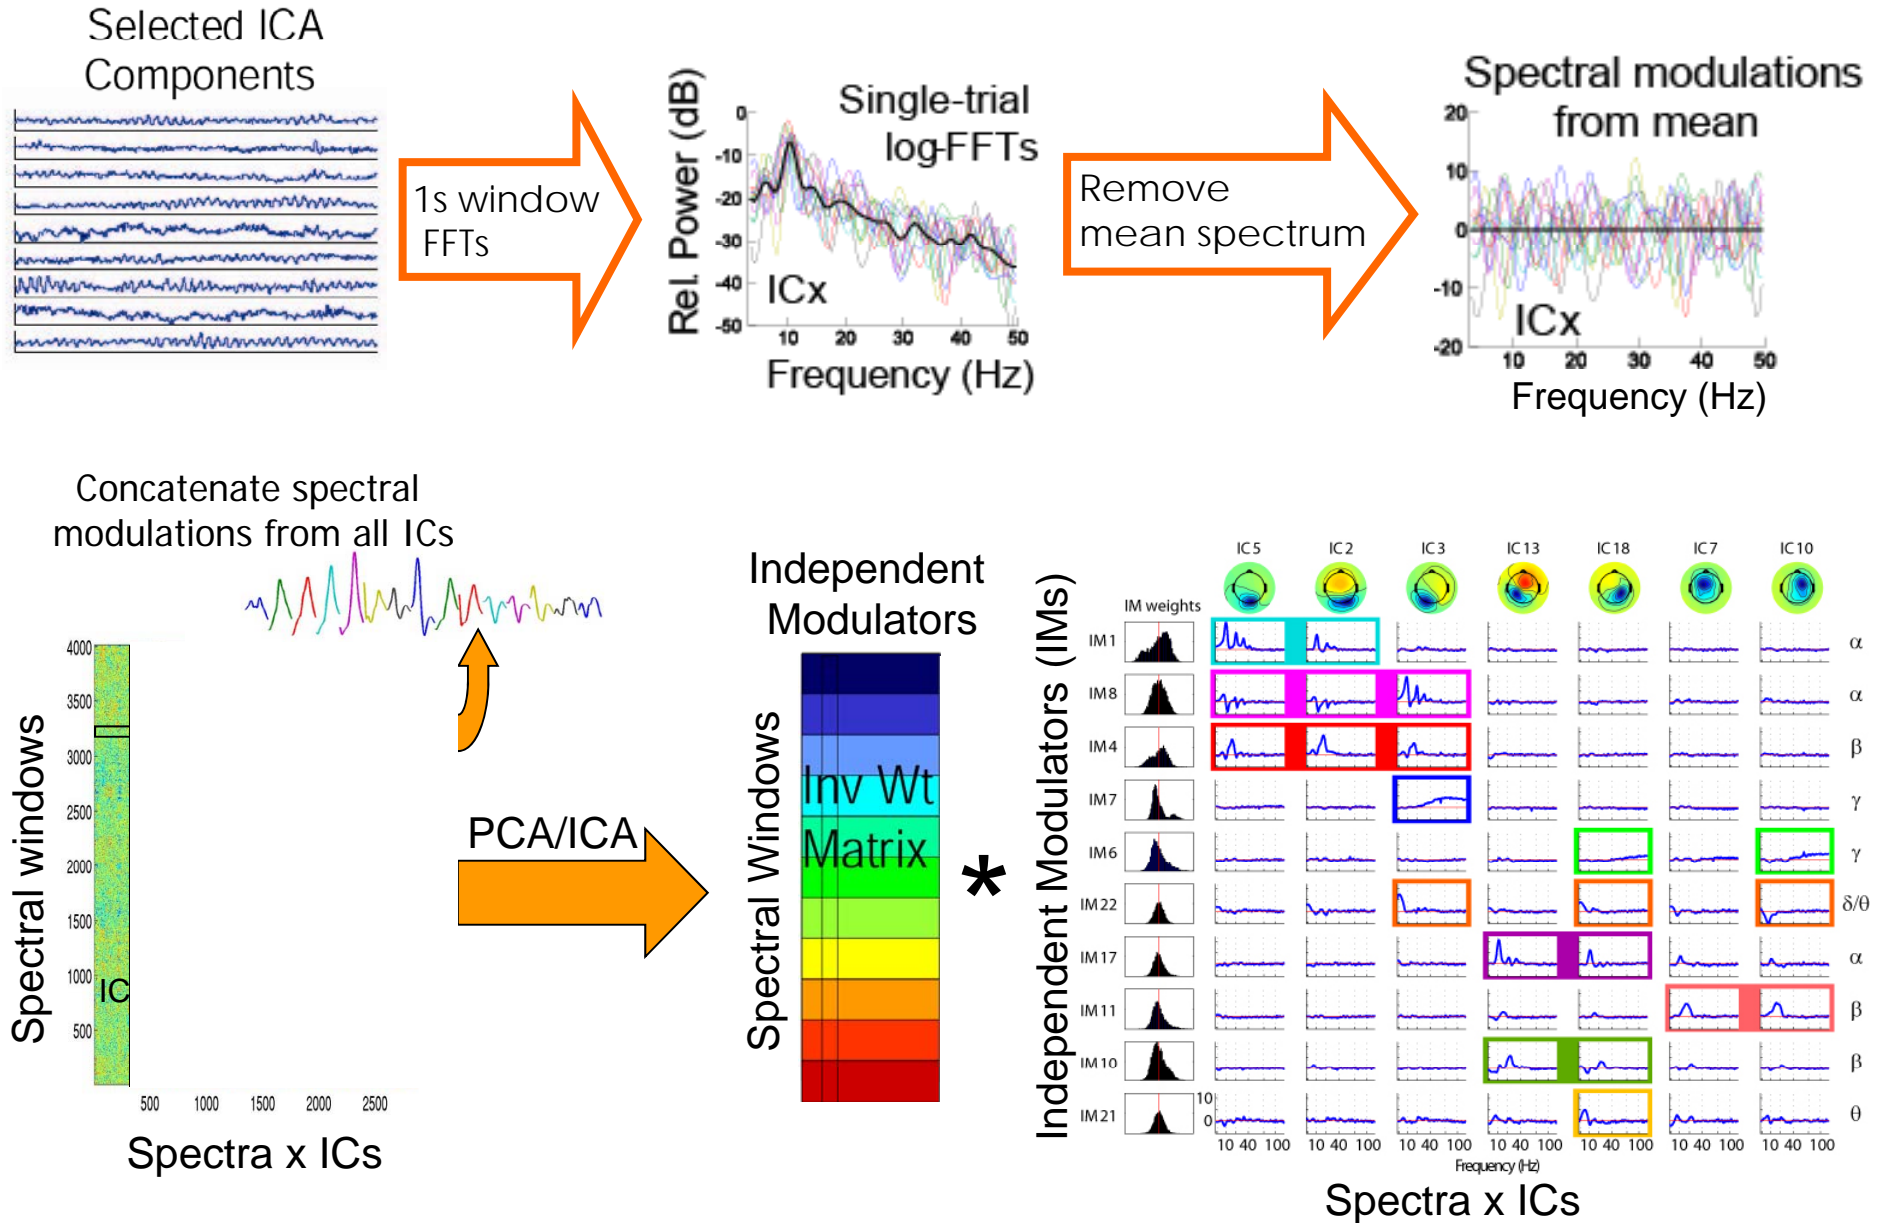 Selected ICA
Components
1s window
FFTs
Rel. Power (dB)
0
-10
-20
-30
-40
-50
Single-trial
log-FFTs
ICx
10 20 30 40 50
Frequency (Hz)
Remove
mean spectrum
Spectral modulations
from mean
20
10
0
-10
-20
ICx
10 20 30 40 50
Frequency (Hz)
Concatenate spectral
modulations from all ICs
Spectral windows
4000
3500
3000
2500
2000
1500
1000
500
IC
500 1000 1500 2000 2500
Spectra x ICs
PCA/ICA
Independent
Modulators
Spectral Windows
Inv Wt
Matrix
*
Independent Modulators (IMs)
IM weights
IC5 IC2 IC3 IC13 IC18 IC7 IC10
IM1 α
IM8 α
IM4 β
IM7 γ
IM6 γ
IM22 δ/θ
IM17 α
IM11 β
IM10 β
IM21 θ
10
0
10 40 100 10 40 100 10 40 100 10 40 100 10 40 100 10 40 100 10 40 100
Frequency (Hz)
Spectra x ICs